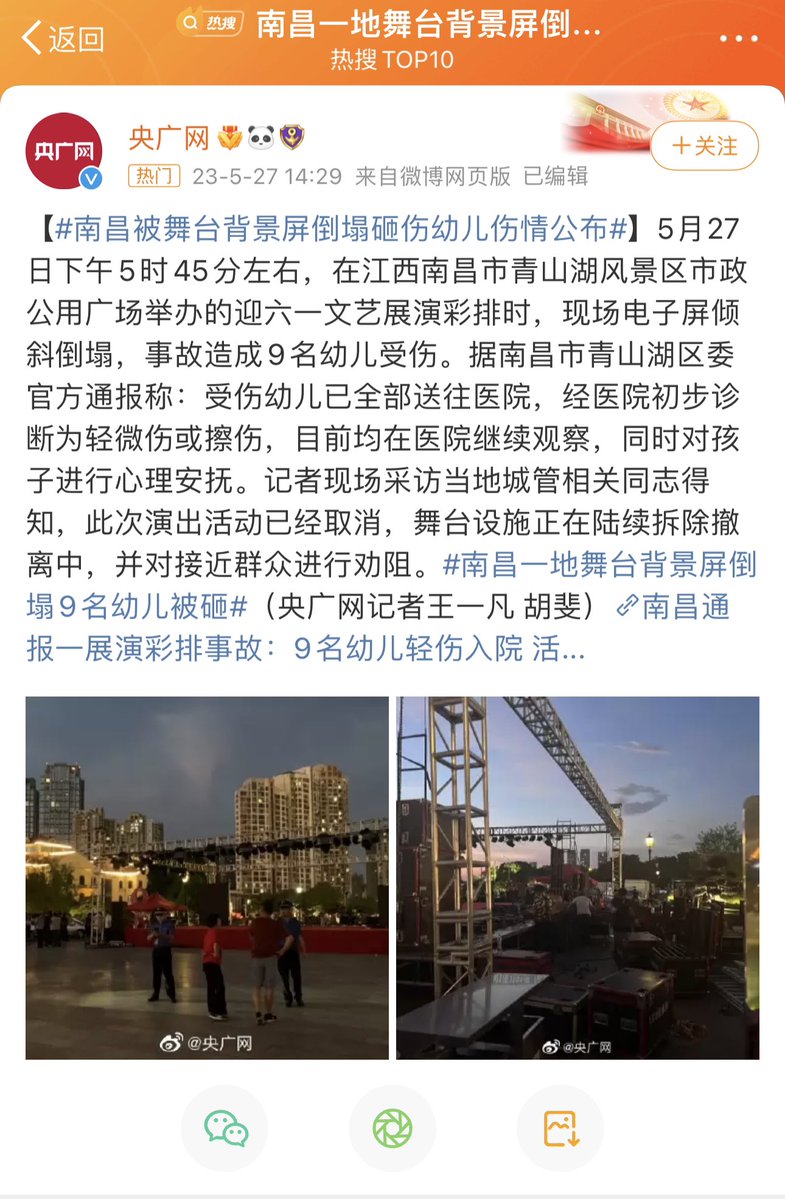 返回
热搜
南昌一地舞台背景屏倒...
热搜TOP10
央广网
央广网
+关注
热门 23-5-27 14:29 来自微博网页版 已编辑
【#南昌被舞台背景屏倒塌砸伤幼儿伤情公布#】5月27
日下午5时45分左右，在江西南昌市青山湖风景区市政
公用广场举办的迎六一文艺展演彩排时，现场电子屏倾
斜倒塌，事故造成9名幼儿受伤。据南昌市青山湖区委
官方通报称：受伤幼儿已全部送往医院，经医院初步诊
断为轻微伤或擦伤，目前均在医院继续观察，同时对孩
子进行心理安抚。记者现场采访当地城管相关同志得
知，此次演出活动已经取消，舞台设施正在陆续拆除撤
离中，并对接近群众进行劝阻。#南昌一地舞台背景屏倒
塌9名幼儿被砸#（央广网记者王一凡 胡斐） 南昌通
报一展演彩排事故：9名幼儿轻伤入院 活...
@央广网
@央广网